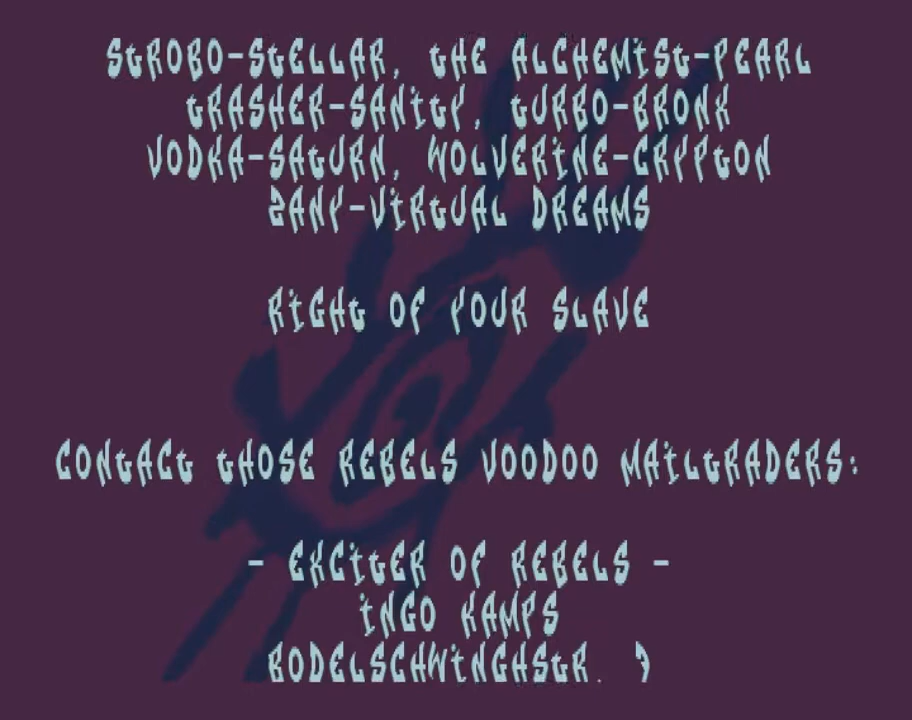 STROBO-STELLAR, THE ALCHEMIST-PEARL
TRASHER-SANITY, TURBO-BRONX
VODKA-SATURN, WOLVERINE-CRYPTON
ZANY-VIRTUAL DREAMS
RIGHT OF YOUR SLAVE
CONTACT THOSE REBELS VOODOO MAILTRADERS:
- EXCITER OF REBELS -
INGO KAMPS
BODELSCHWINGHSTR.